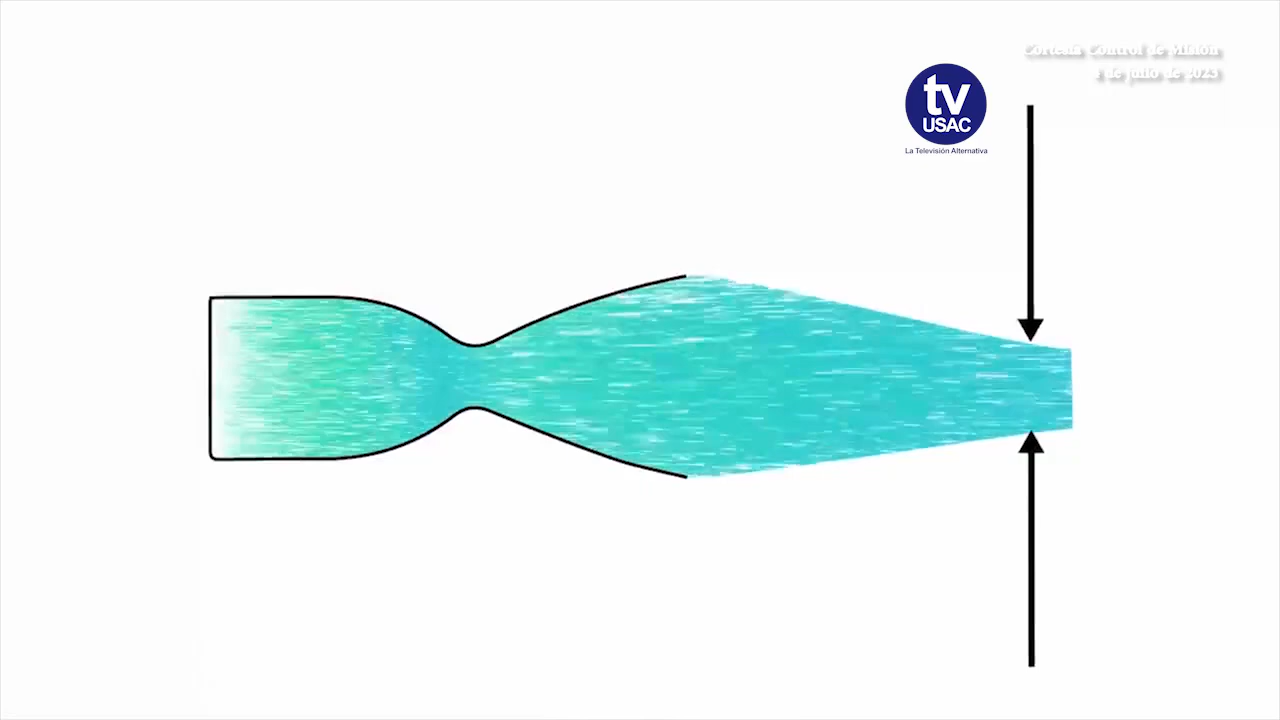 Cortesía Control de Misión
de julio de 2023
tv
USAC
La Televisión Alternativa